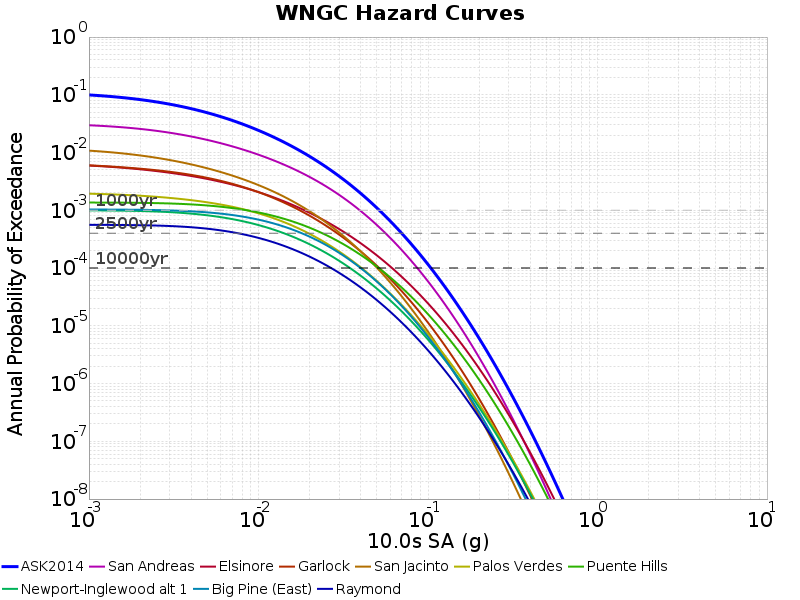 WNGC Hazard Curves
Annual Probability of Exceedance
10^0
10^-1
10^-2
10^-3
10^-4
10^-5
10^-6
10^-7
10^-8
1000yr
2500yr
10000yr
10^-3 10^-2 10^-1 10^0 10^1
10.0s SA (g)
ASK2014 San Andreas Elsinore Garlock San Jacinto Palos Verdes Puente Hills
Newport-Inglewood alt 1 Big Pine (East) Raymond